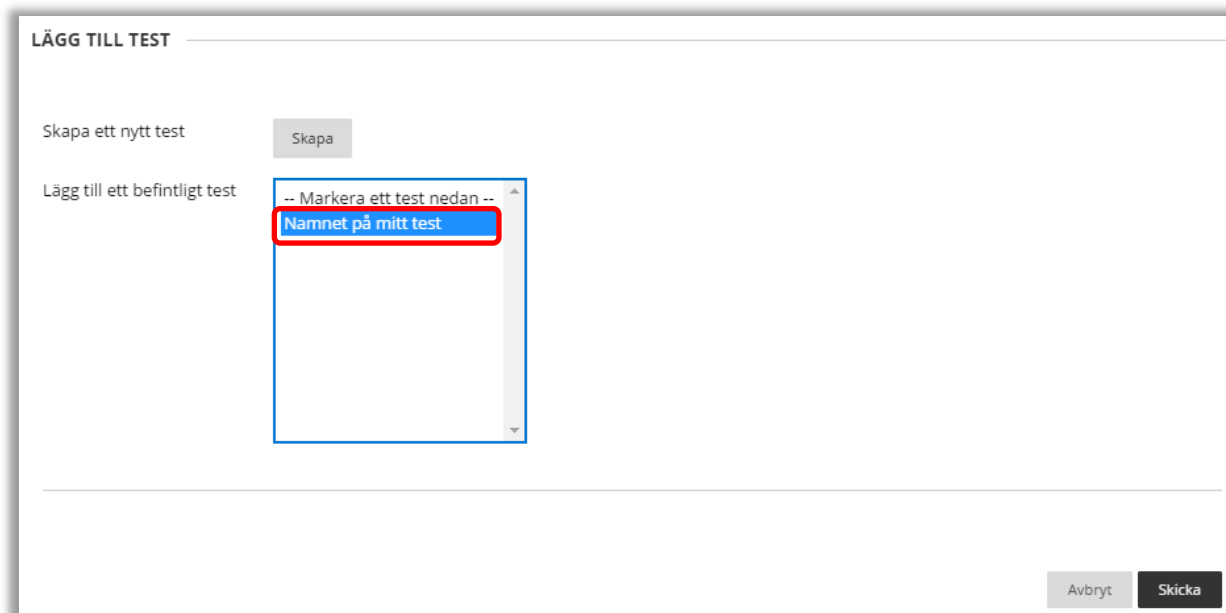 LÄGG TILL TEST
Skapa ett nytt test
Skapa
Lägg till ett befintligt test
-- Markera ett test nedan --
Namnet på mitt test
Avbryt
Skicka